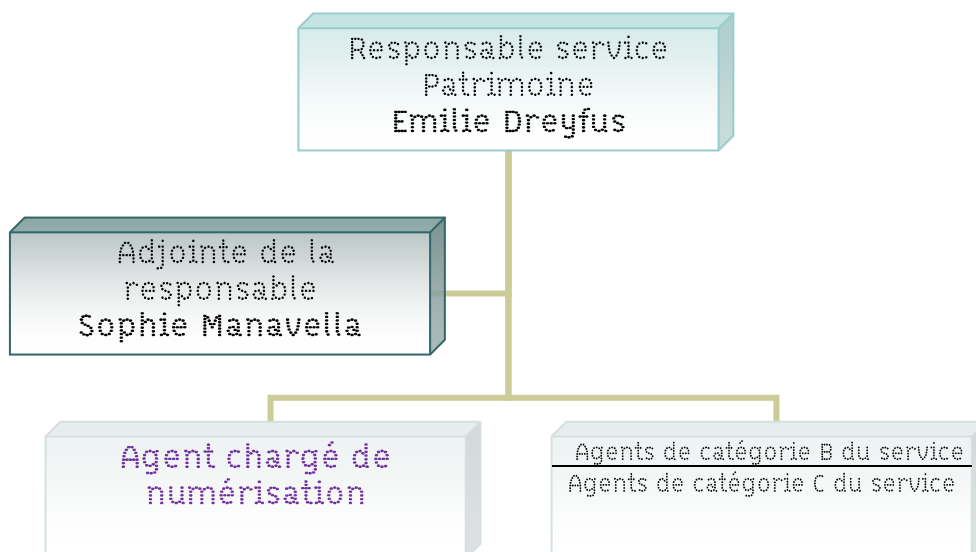 Responsable service
Patrimoine
Emilie Dreyfus
Adjointe de la
responsable
Sophie Manavella
Agent chargé de
numérisation
Agents de catégorie B du service
Agents de catégorie C du service